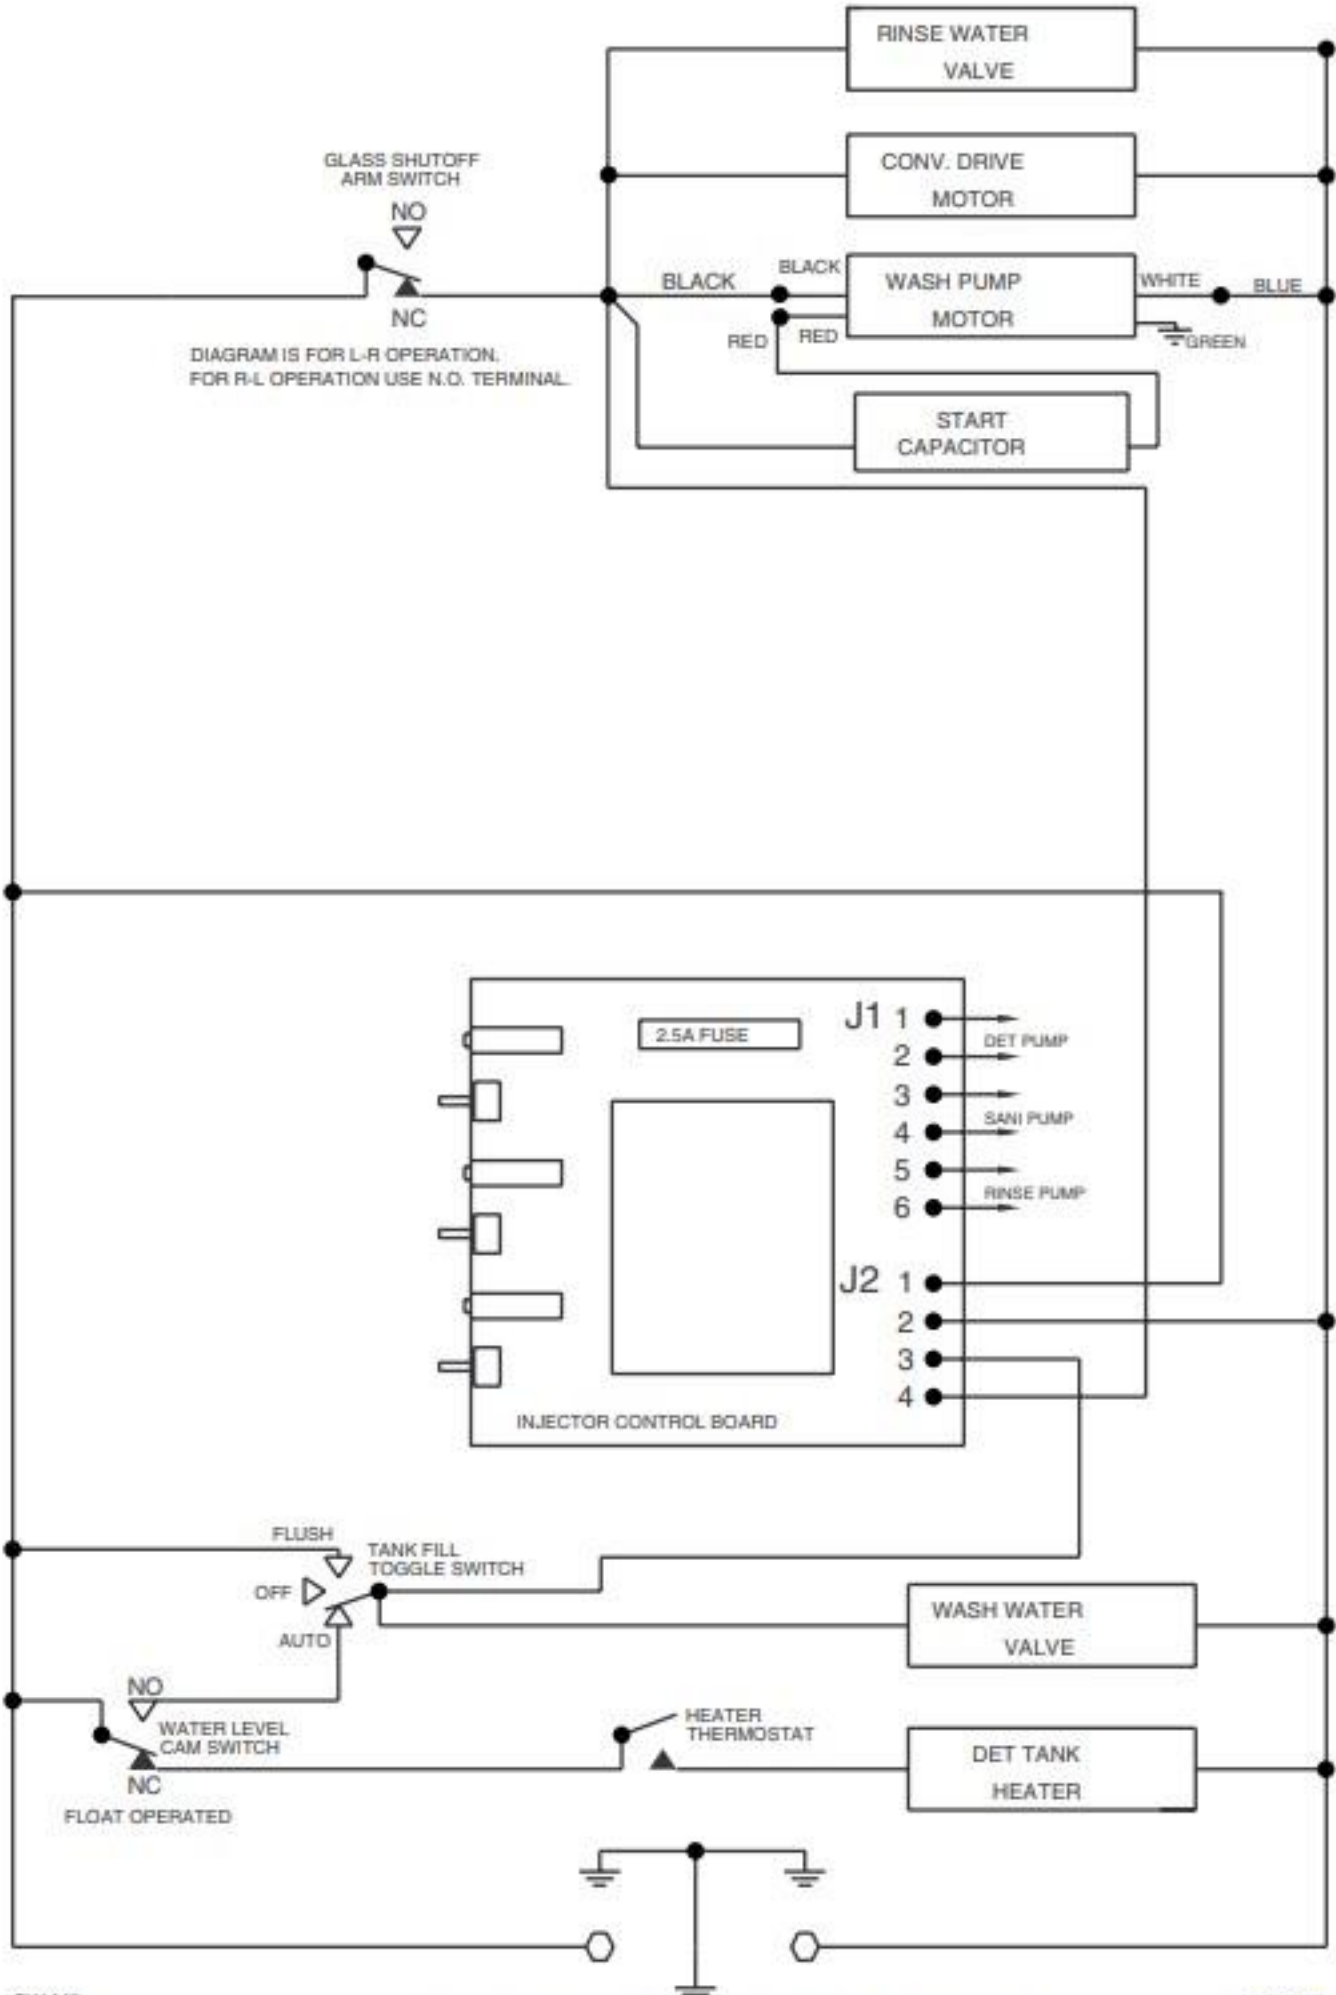 RINSE WATER
VALVE
GLASS SHUTOFF
ARM SWITCH
NO
NC
DIAGRAM IS FOR L-R OPERATION.
FOR R-L OPERATION USE N.O. TERMINAL.
CONV. DRIVE
MOTOR
BLACK
BLACK
WASH PUMP
MOTOR
WHITE
BLUE
RED
RED
GREEN
START
CAPACITOR
2.5A FUSE
J1 1
DET PUMP
2
3
SANI PUMP
4
5
RINSE PUMP
6
J2 1
2
3
4
INJECTOR CONTROL BOARD
FLUSH
TANK FILL
TOGGLE SWITCH
OFF
AUTO
WASH WATER
VALVE
NO
WATER LEVEL
CAM SWITCH
NC
FLOAT OPERATED
HEATER
THERMOSTAT
DET TANK
HEATER